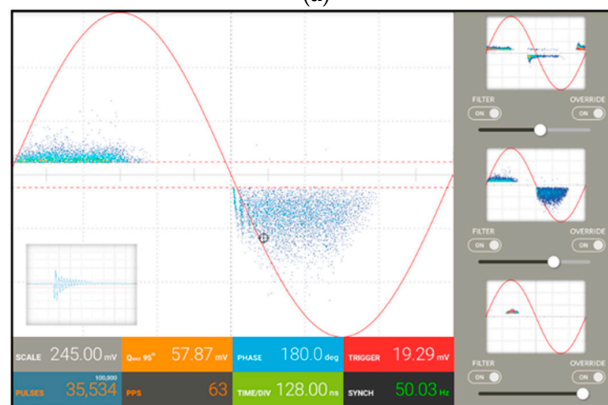 (a)
FILTER OVERRIDE
ON ON
FILTER OVERRIDE
ON ON
FILTER OVERRIDE
ON ON
SCALE 245.00 mV
95° 57.87 mV
PHASE 180.0 deg
TRIGGER 19.29 mV
100,000
PULSES 35,534
PPS 63
TIME/DIV 128.00 ns
SYNCH 50.03 Hz